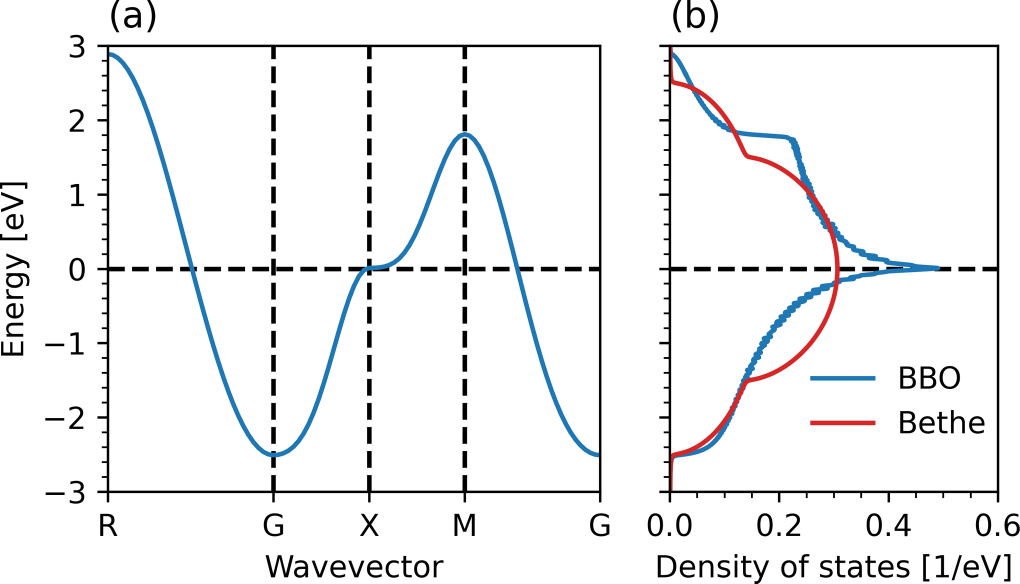 (a) (b)
3
2
1
0
−1
−2
−3
Energy [eV]
R G X M G
Wavevector
BBO
Bethe
0.0 0.2 0.4 0.6
Density of states [1/eV]